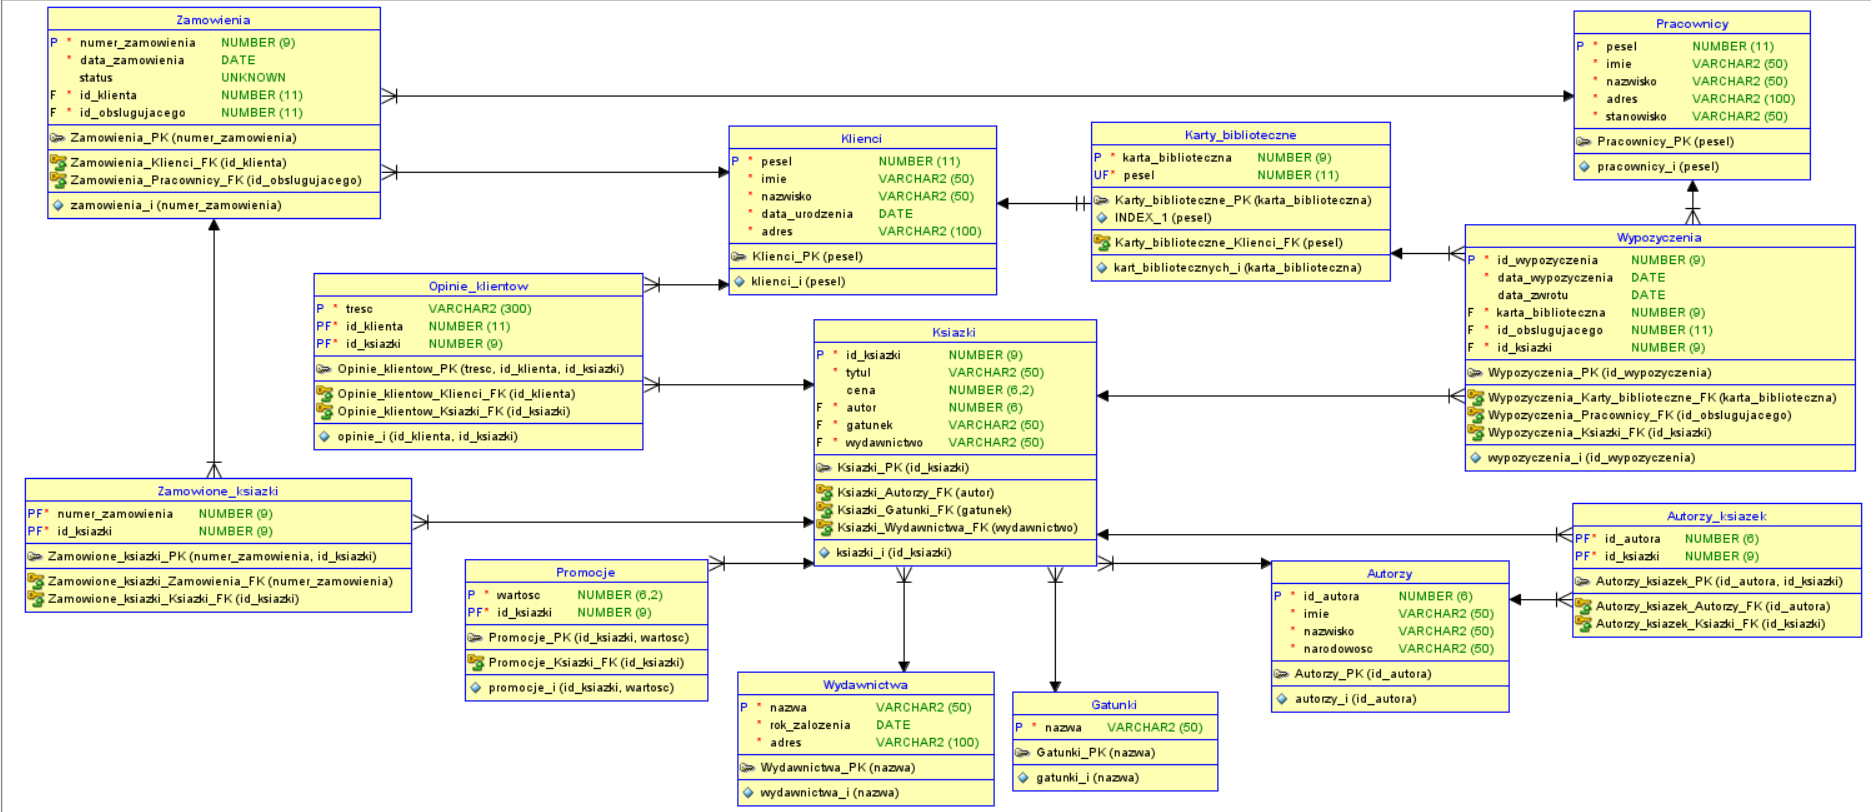 Zamowienia
P * numer_zamowienia NUMBER (9)
* data_zamowienia DATE
status UNKNOWN
F * id_klienta NUMBER (11)
F * id_obslugujacego NUMBER (11)
Zamowienia_PK (numer_zamowienia)
Zamowienia_Klienci_FK (id_klienta)
Zamowienia_Pracownicy_FK (id_obslugujacego)
zamowienia_i (numer_zamowienia)
Pracownicy
P * pesel NUMBER (11)
* imie VARCHAR2 (50)
* nazwisko VARCHAR2 (50)
* adres VARCHAR2 (100)
* stanowisko VARCHAR2 (50)
Pracownicy_PK (pesel)
pracownicy_i (pesel)
Klienci
P * pesel NUMBER (11)
* imie VARCHAR2 (50)
* nazwisko VARCHAR2 (50)
* data_urodzenia DATE
* adres VARCHAR2 (100)
Klienci_PK (pesel)
klienci_i (pesel)
Karty_biblioteczne
P * karta_biblioteczna NUMBER (9)
UF* pesel NUMBER (11)
Karty_biblioteczne_PK (karta_biblioteczna)
INDEX_1 (pesel)
Karty_biblioteczne_Klienci_FK (pesel)
kart_bibliotecznych_i (karta_biblioteczna)
Wypozyczenia
P * id_wypozyczenia NUMBER (9)
* data_wypozyczenia DATE
data_zwrotu DATE
F * karta_biblioteczna NUMBER (9)
F * id_obslugujacego NUMBER (11)
F * id_ksiazki NUMBER (9)
Wypozyczenia_PK (id_wypozyczenia)
Wypozyczenia_Karty_biblioteczne_FK (karta_biblioteczna)
Wypozyczenia_Pracownicy_FK (id_obslugujacego)
Wypozyczenia_Ksiazki_FK (id_ksiazki)
wypozyczenia_i (id_wypozyczenia)
Opinie_klientow
P * tresc VARCHAR2 (300)
PF* id_klienta NUMBER (11)
PF* id_ksiazki NUMBER (9)
Opinie_klientow_PK (tresc, id_klienta, id_ksiazki)
Opinie_klientow_Klienci_FK (id_klienta)
Opinie_klientow_Ksiazki_FK (id_ksiazki)
opinie_i (id_klienta, id_ksiazki)
Ksiazki
P * id_ksiazki NUMBER (9)
* tytul VARCHAR2 (50)
cena NUMBER (6,2)
F * autor NUMBER (6)
F * gatunek VARCHAR2 (50)
F * wydawnictwo VARCHAR2 (50)
Ksiazki_PK (id_ksiazki)
Ksiazki_Autorzy_FK (autor)
Ksiazki_Gatunki_FK (gatunek)
Ksiazki_Wydawnictwa_FK (wydawnictwo)
ksiazki_i (id_ksiazki)
Zamowione_ksiazki
PF* numer_zamowienia NUMBER (9)
PF* id_ksiazki NUMBER (9)
Zamowione_ksiazki_PK (numer_zamowienia, id_ksiazki)
Zamowione_ksiazki_Zamowienia_FK (numer_zamowienia)
Zamowione_ksiazki_Ksiazki_FK (id_ksiazki)
Promocje
P * wartosc NUMBER (6,2)
PF* id_ksiazki NUMBER (9)
Promocje_PK (id_ksiazki, wartosc)
Promocje_Ksiazki_FK (id_ksiazki)
promocje_i (id_ksiazki, wartosc)
Wydawnictwa
P * nazwa VARCHAR2 (50)
* rok_zalozenia DATE
* adres VARCHAR2 (100)
Wydawnictwa_PK (nazwa)
wydawnictwa_i (nazwa)
Gatunki
P * nazwa VARCHAR2 (50)
Gatunki_PK (nazwa)
gatunki_i (nazwa)
Autorzy
P * id_autora NUMBER (6)
* imie VARCHAR2 (50)
* nazwisko VARCHAR2 (50)
* narodowosc VARCHAR2 (50)
Autorzy_PK (id_autora)
autorzy_i (id_autora)
Autorzy_ksiazek
PF* id_autora NUMBER (6)
PF* id_ksiazki NUMBER (9)
Autorzy_ksiazek_PK (id_autora, id_ksiazki)
Autorzy_ksiazek_Autorzy_FK (id_autora)
Autorzy_ksiazek_Ksiazki_FK (id_ksiazki)